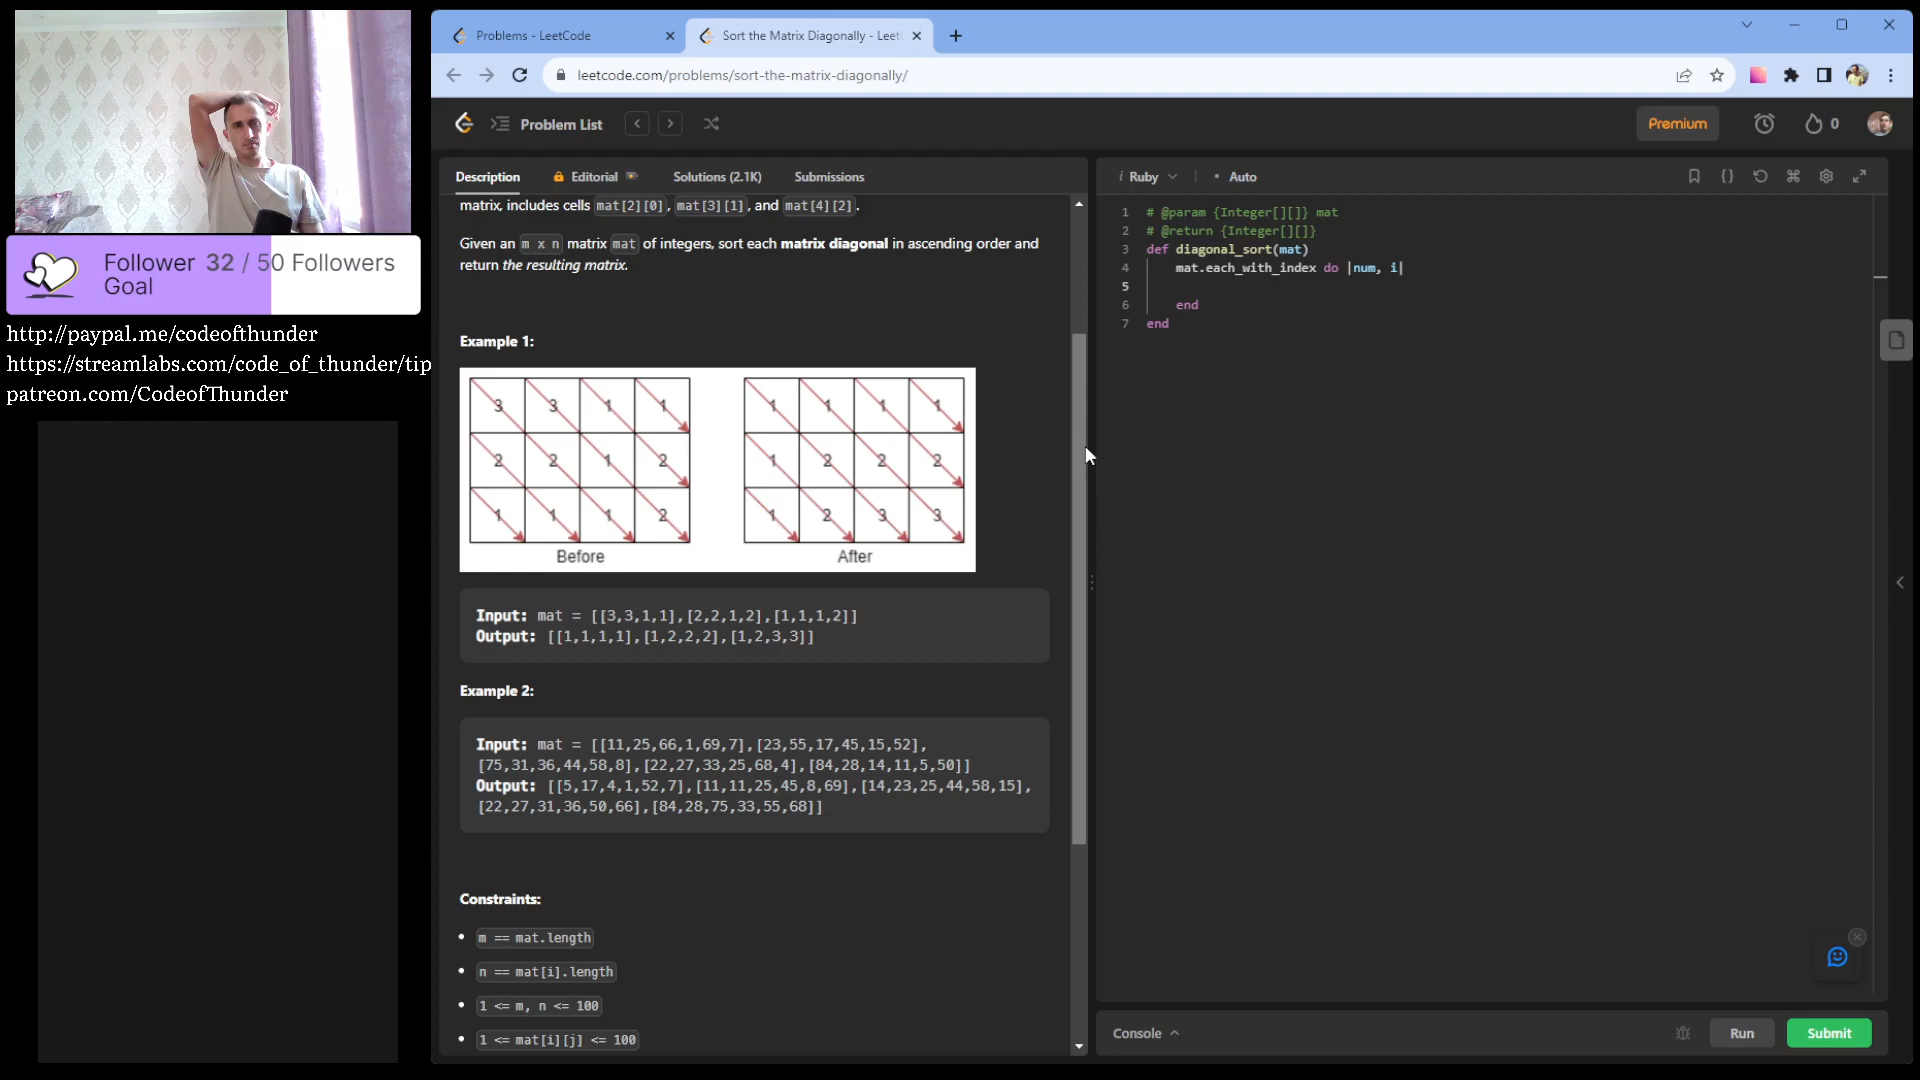 Problems - LeetCode
Sort the Matrix Diagonally - Leet
leetcode.com/problems/sort-the-matrix-diagonally/
Problem List
Premium
0
Description
Editorial
Solutions (2.1K)
Submissions
Ruby
Auto
matrix, includes cells mat[2][0], mat[3][1], and mat[4][2].
Given an m x n matrix mat of integers, sort each matrix diagonal in ascending order and
return the resulting matrix.
Example 1:
3 3 1 1
2 2 1 2
1 1 1 2
Before
1 1 1 1
1 2 2 2
1 2 3 3
After
Input: mat = [[3,3,1,1],[2,2,1,2],[1,1,1,2]]
Output: [[1,1,1,1],[1,2,2,2],[1,2,3,3]]
Example 2:
Input: mat = [[11,25,66,1,69,7],[23,55,17,45,15,52],
[75,31,36,44,58,8],[22,27,33,25,68,4],[84,28,14,11,5,50]]
Output: [[5,17,4,1,52,7],[11,11,25,45,8,69],[14,23,25,44,58,15],
[22,27,31,36,50,66],[84,28,75,33,55,68]]
Constraints:
m == mat.length
n == mat[i].length
1 <= m, n <= 100
1 <= mat[i][j] <= 100
1 # @param {Integer[][]} mat
2 # @return {Integer[][]}
3 def diagonal_sort(mat)
4 mat.each_with_index do |num, i|
5
6 end
7 end
Console
Run
Submit
Follower 32 / 50 Followers
Goal
http://paypal.me/codeofthunder
https://streamlabs.com/code_of_thunder/tip
patreon.com/CodeofThunder